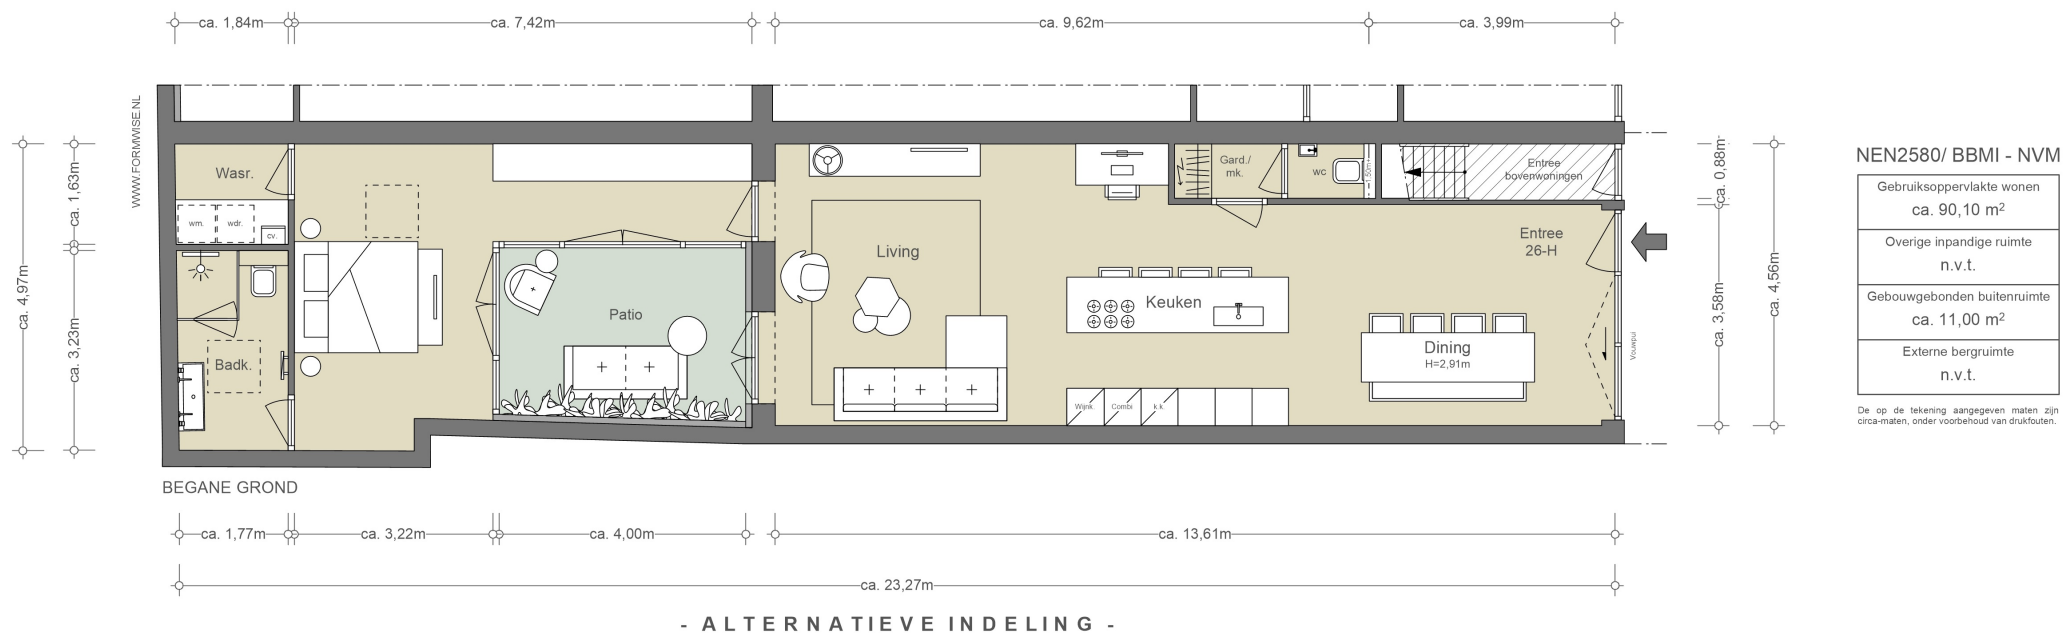 ca. 1,84m
ca. 7,42m
ca. 9,62m
ca. 3,99m
WWW.FORMWISE.NL
ca. 4,97m
ca. 1,63m
ca. 3,23m
Wasr.
wm.
wdr.
cv.
Badk.
Patio
Living
Gard./
mk.
wc
1.50m
Entree
bovenwoningen
Entree
26-H
Keuken
Dining
H=2,91m
Wijnk.
Combi
k.k.
Vouwpui
ca. 0,88m
ca. 3,58m
ca. 4,56m
NEN2580/ BBMI - NVM
Gebruiksoppervlakte wonen
ca. 90,10 m²
Overige inpandige ruimte
n.v.t.
Gebouwgebonden buitenruimte
ca. 11,00 m²
Externe bergruimte
n.v.t.
De op de tekening aangegeven maten zijn
circa-maten, onder voorbehoud van drukfouten.
BEGANE GROND
ca. 1,77m
ca. 3,22m
ca. 4,00m
ca. 13,61m
ca. 23,27m
- ALTERNATIEVE INDELING -